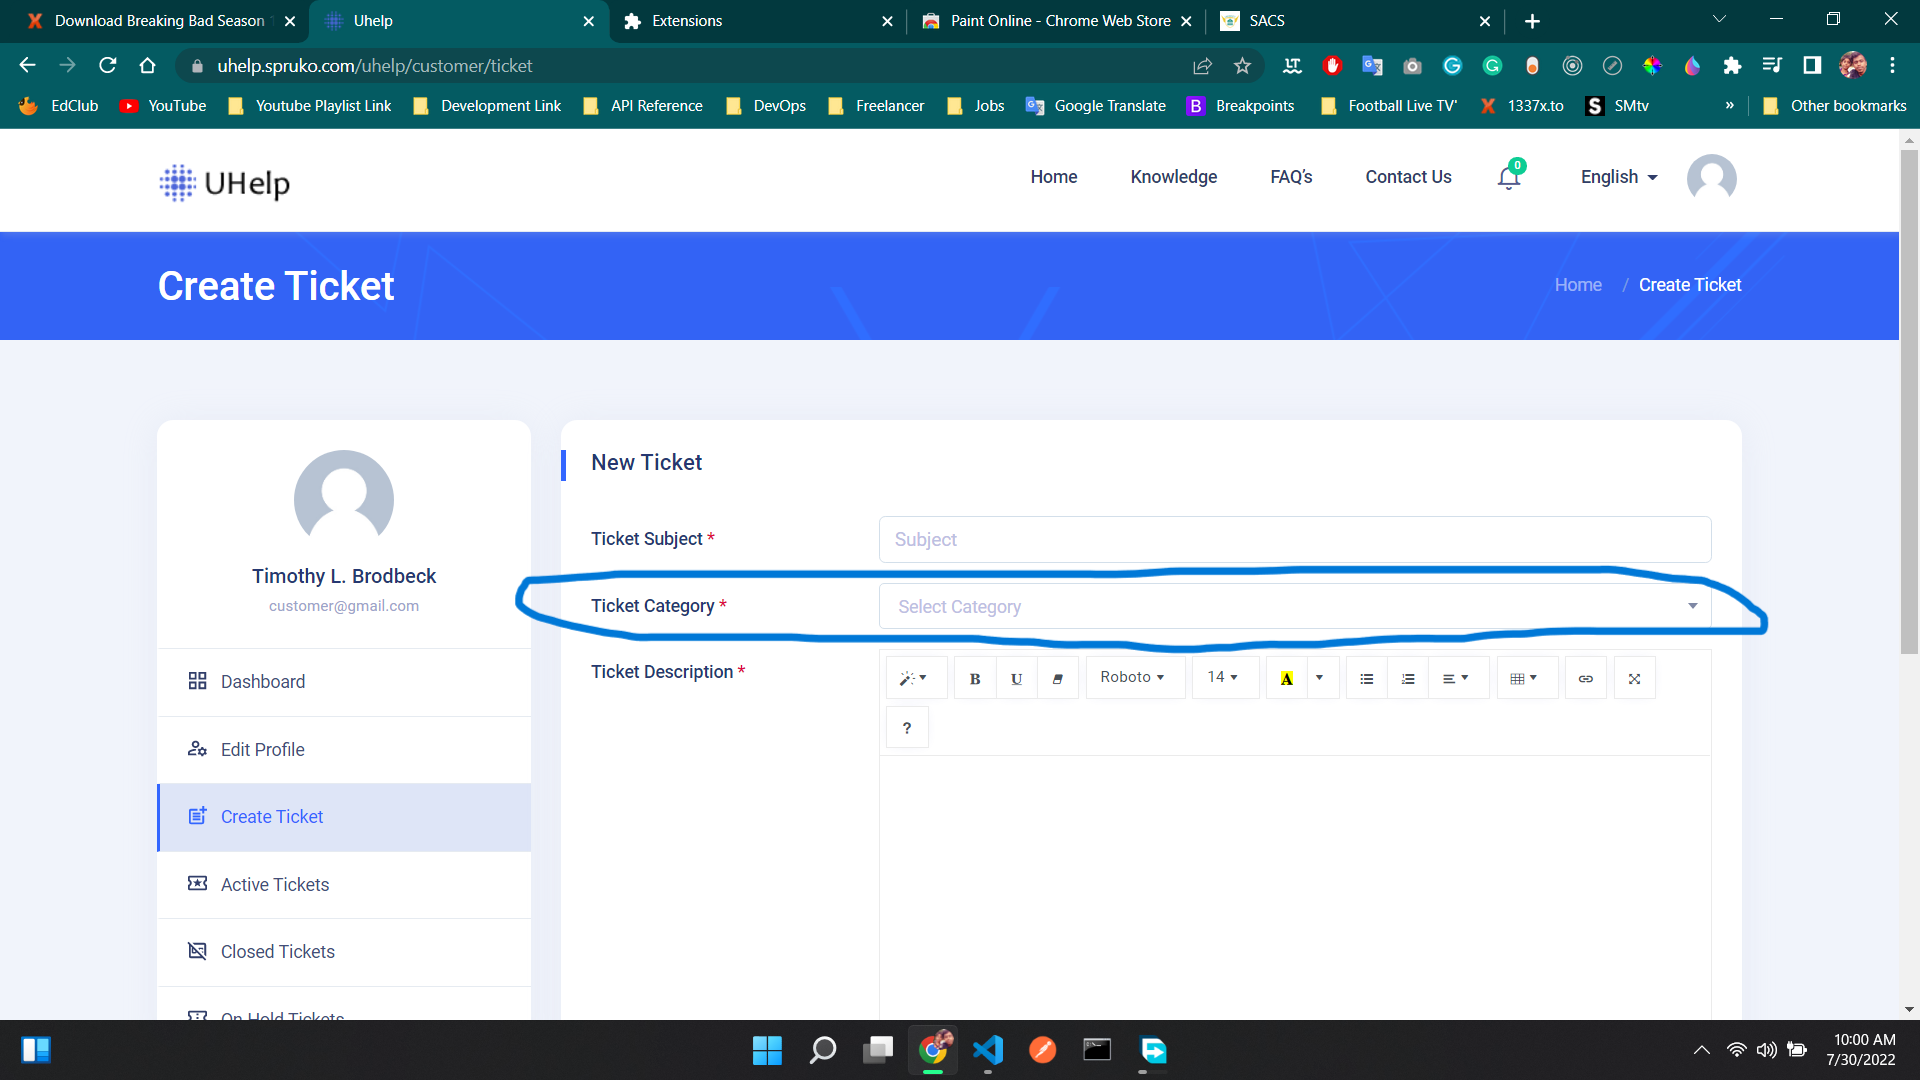 Download Breaking Bad Season
Uhelp
Extensions
Paint Online - Chrome Web Store
SACS
uhelp.spruko.com/uhelp/customer/ticket
EdClub
YouTube
Youtube Playlist Link
Development Link
API Reference
DevOps
Freelancer
Jobs
Google Translate
B Breakpoints
Football Live TV'
X 1337x.to
S SMtv
»
Other bookmarks
UHelp
Home
Knowledge
FAQ's
Contact Us
0
English
Create Ticket
Home / Create Ticket
Timothy L. Brodbeck
customer@gmail.com
Dashboard
Edit Profile
Create Ticket
Active Tickets
Closed Tickets
On Hold Tickets
New Ticket
Ticket Subject *
Subject
Ticket Category *
Select Category
Ticket Description *
B U Roboto 14 A
?
10:00 AM
7/30/2022